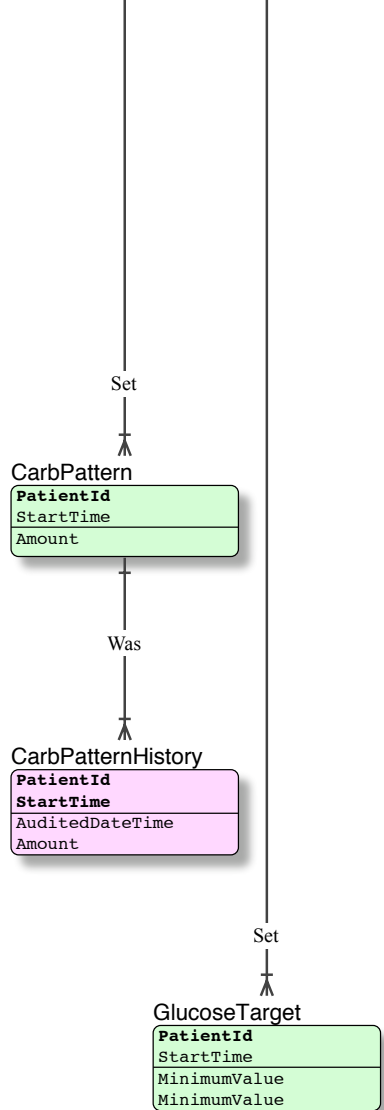 Set
CarbPattern
PatientId
StartTime
Amount
Was
CarbPatternHistory
PatientId
StartTime
AuditedDateTime
Amount
Set
GlucoseTarget
PatientId
StartTime
MinimumValue
MinimumValue